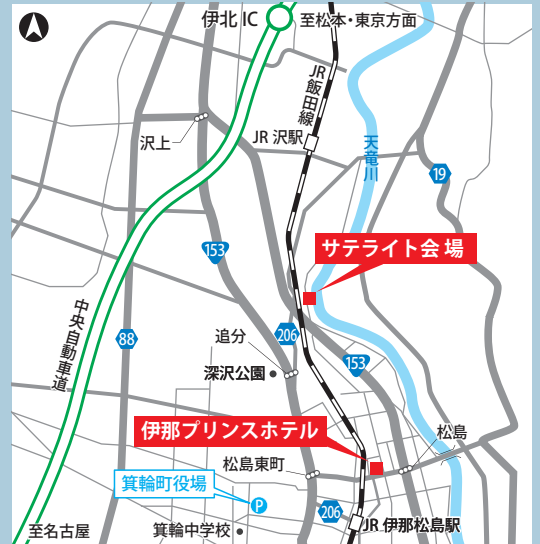 伊北 IC
至松本・東京方面
JR飯田線
沢上
JR 沢駅
天竜川
19
153
サテライト会場
中央自動車道
88
追分
206
153
深沢公園
伊那プリンスホテル
松島
松島東町
箕輪町役場
P
206
至名古屋
箕輪中学校
JR 伊那松島駅